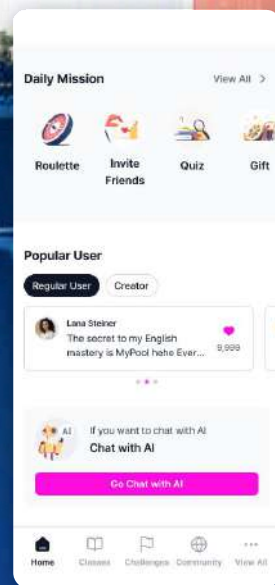 Daily Mission
View All >
Roulette
Invite
Friends
Quiz
Gift
Popular User
Regular User
Creator
Lana Steiner
The secret to my English
mastery is MyPool hehe Ever...
9,999
AI
If you want to chat with AI
Chat with AI
Go Chat with AI
Home
Classes
Challenges
Community
View All